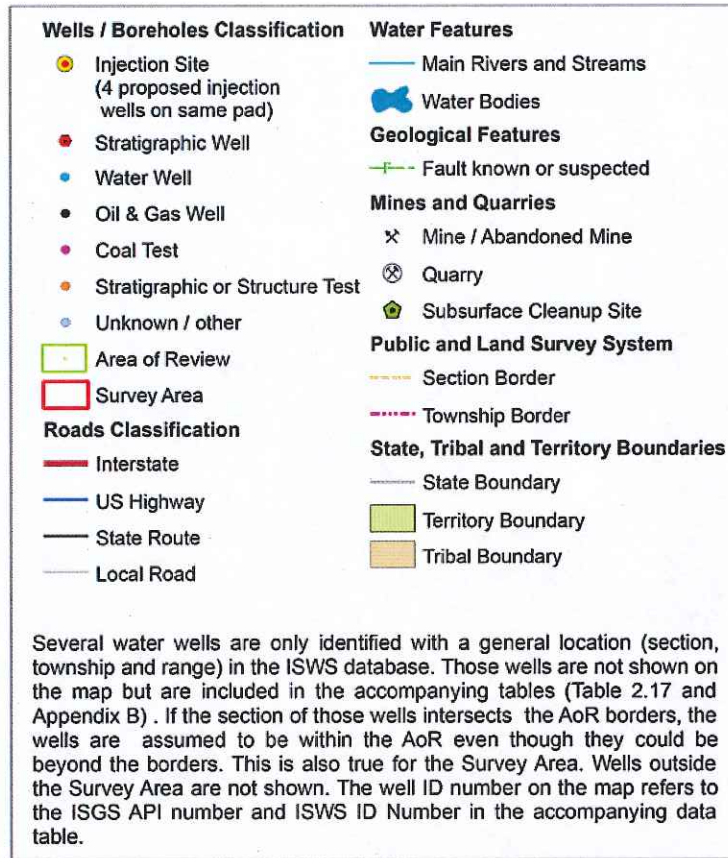 Wells / Boreholes Classification
Injection Site
(4 proposed injection
wells on same pad)
Stratigraphic Well
Water Well
Oil & Gas Well
Coal Test
Stratigraphic or Structure Test
Unknown / other
Area of Review
Survey Area
Roads Classification
Interstate
US Highway
State Route
Local Road
Water Features
Main Rivers and Streams
Water Bodies
Geological Features
Fault known or suspected
Mines and Quarries
Mine / Abandoned Mine
Quarry
Subsurface Cleanup Site
Public and Land Survey System
Section Border
Township Border
State, Tribal and Territory Boundaries
State Boundary
Territory Boundary
Tribal Boundary
Several water wells are only identified with a general location (section,
township and range) in the ISWS database. Those wells are not shown on
the map but are included in the accompanying tables (Table 2.17 and
Appendix B) . If the section of those wells intersects the AoR borders, the
wells are assumed to be within the AoR even though they could be
beyond the borders. This is also true for the Survey Area. Wells outside
the Survey Area are not shown. The well ID number on the map refers to
the ISGS API number and ISWS ID Number in the accompanying data
table.